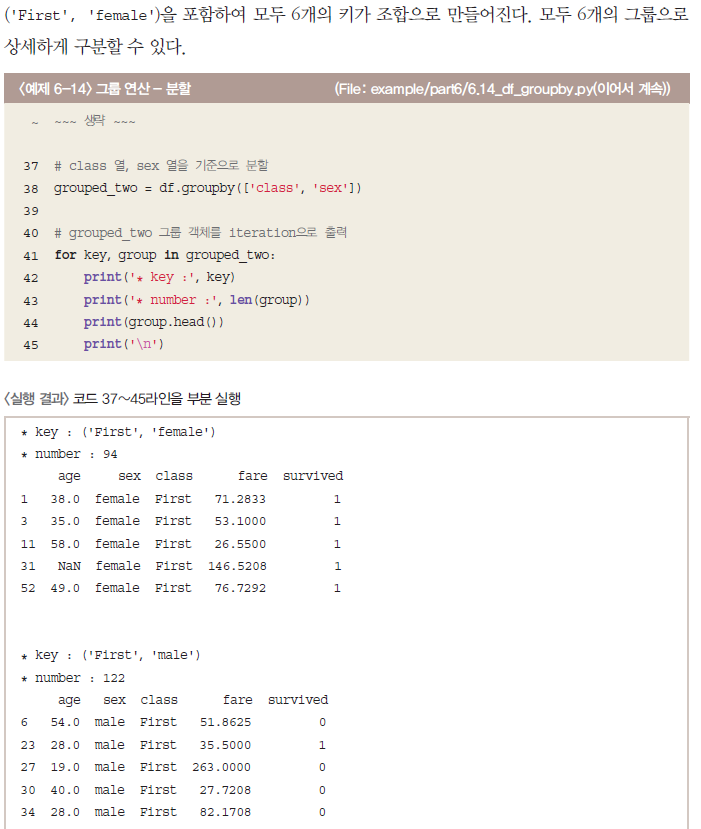 ('First', 'female')을 포함하여 모두 6개의 키가 조합으로 만들어진다. 모두 6개의 그룹으로
상세하게 구분할 수 있다.
〈예제 6-14〉 그룹 연산 - 분할 (File: example/part6/6.14_df_groupby.py(이어서 계속))
~ ~~~ 생략 ~~~
37 # class 열, sex 열을 기준으로 분할
38 grouped_two = df.groupby(['class', 'sex'])
39
40 # grouped_two 그룹 객체를 iteration으로 출력
41 for key, group in grouped_two:
42 print('* key :', key)
43 print('* number :', len(group))
44 print(group.head())
45 print('\n')
〈실행 결과〉 코드 37~45라인을 부분 실행
* key : ('First', 'female')
* number : 94
age sex class fare survived
1 38.0 female First 71.2833 1
3 35.0 female First 53.1000 1
11 58.0 female First 26.5500 1
31 NaN female First 146.5208 1
52 49.0 female First 76.7292 1
* key : ('First', 'male')
* number : 122
age sex class fare survived
6 54.0 male First 51.8625 0
23 28.0 male First 35.5000 1
27 19.0 male First 263.0000 0
30 40.0 male First 27.7208 0
34 28.0 male First 82.1708 0